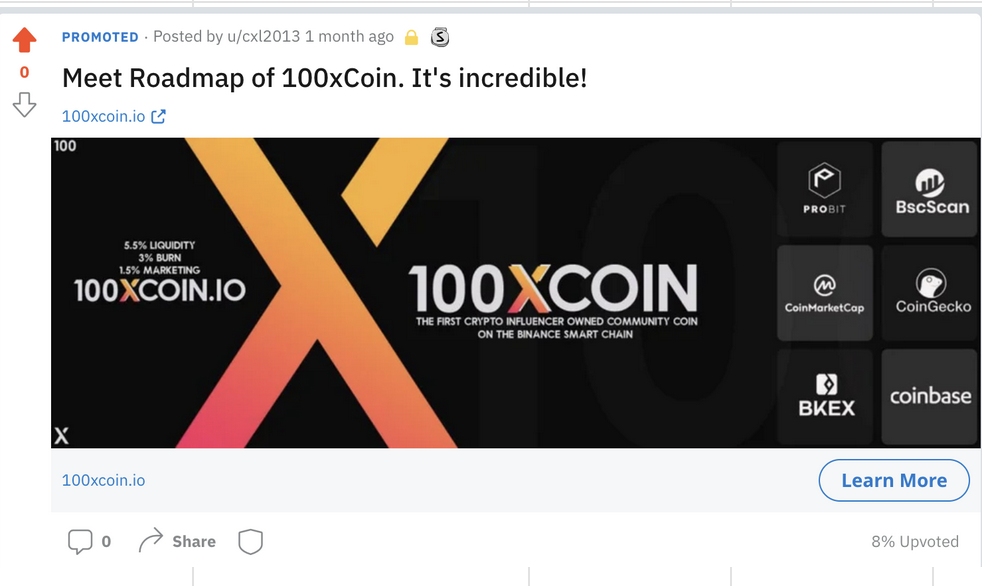 PROMOTED · Posted by u/cxl2013 1 month ago
0
Meet Roadmap of 100xCoin. It's incredible!
100xcoin.io
100
5.5% LIQUIDITY
3% BURN
1.5% MARKETING
100XCOIN.IO
X
100XCOIN
THE FIRST CRYPTO INFLUENCER OWNED COMMUNITY COIN
ON THE BINANCE SMART CHAIN
PROBIT
BscScan
CoinMarketCap
CoinGecko
BKEX
coinbase
100xcoin.io
Learn More
0
Share
8% Upvoted